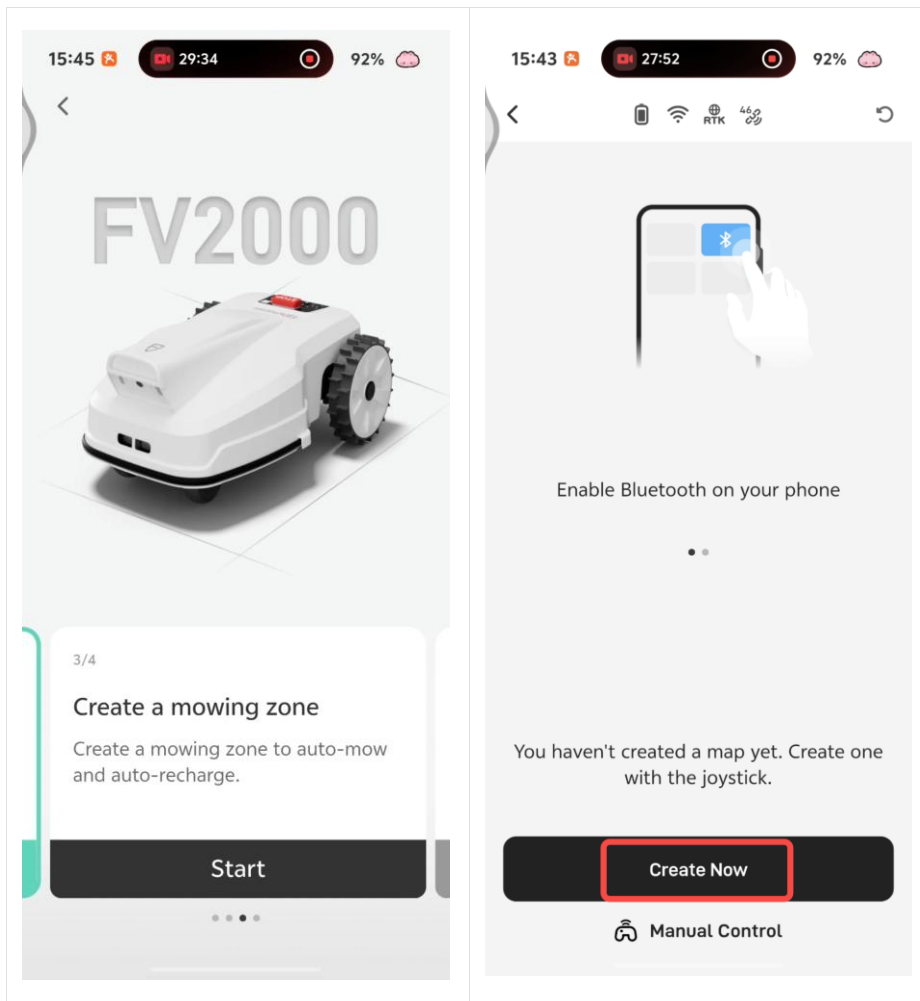 15:45
29:34
92%
FV2000
3/4
Create a mowing zone
Create a mowing zone to auto-mow
and auto-recharge.
Start
15:43
27:52
92%
RTK
46
Enable Bluetooth on your phone
You haven't created a map yet. Create one
with the joystick.
Create Now
Manual Control